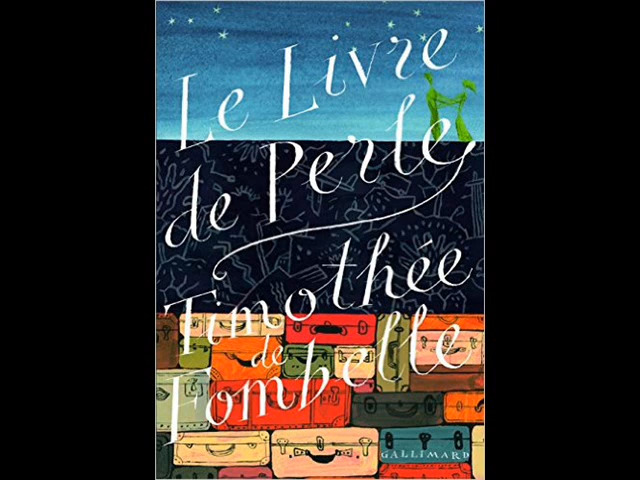 Le Livre
de Perle
Timothée
de
Fombelle
GALLIMARD